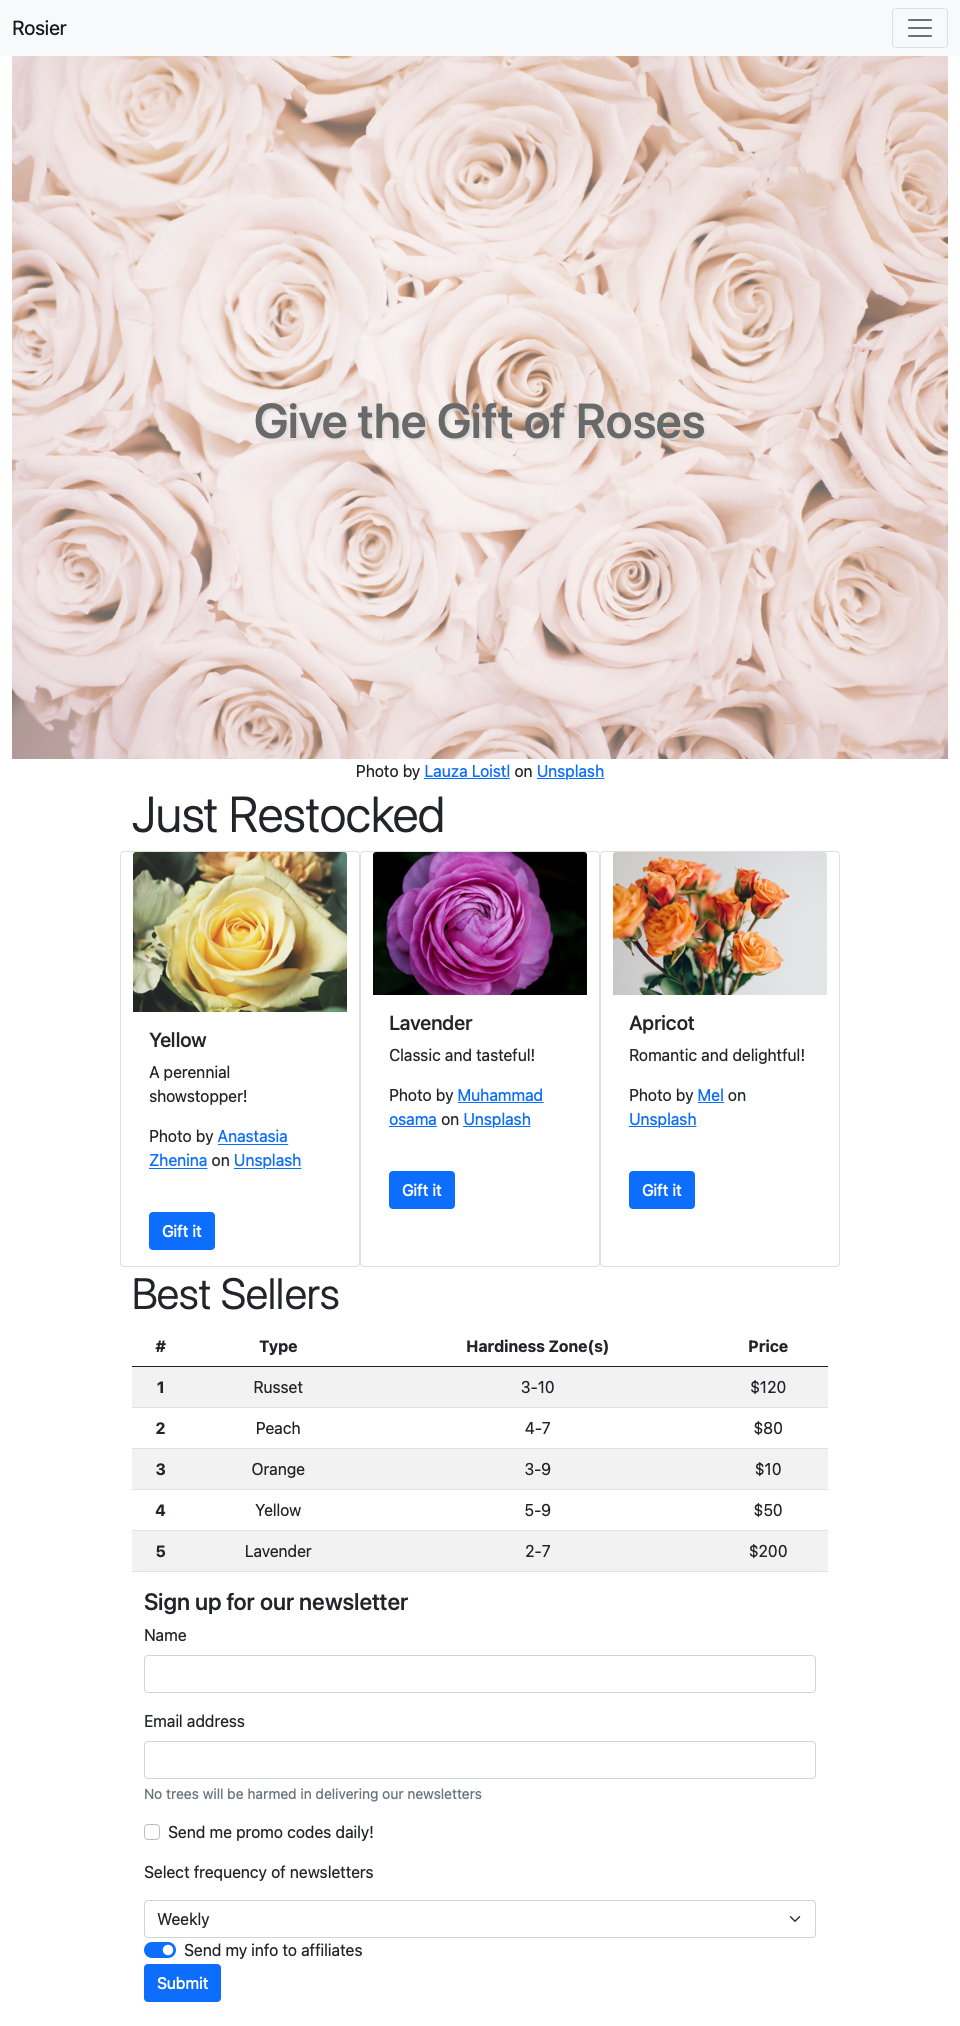 Rosier
Give the Gift of Roses
Photo by Lauza Loistl on Unsplash
Just Restocked
Yellow
A perennial
showstopper!
Photo by Anastasia
Zhenina on Unsplash
Gift it
Lavender
Classic and tasteful!
Photo by Muhammad
osama on Unsplash
Gift it
Apricot
Romantic and delightful!
Photo by Mel on
Unsplash
Gift it
Best Sellers
# Type Hardiness Zone(s) Price
1 Russet 3-10 $120
2 Peach 4-7 $80
3 Orange 3-9 $10
4 Yellow 5-9 $50
5 Lavender 2-7 $200
Sign up for our newsletter
Name
Email address
No trees will be harmed in delivering our newsletters
Send me promo codes daily!
Select frequency of newsletters
Weekly
Send my info to affiliates
Submit